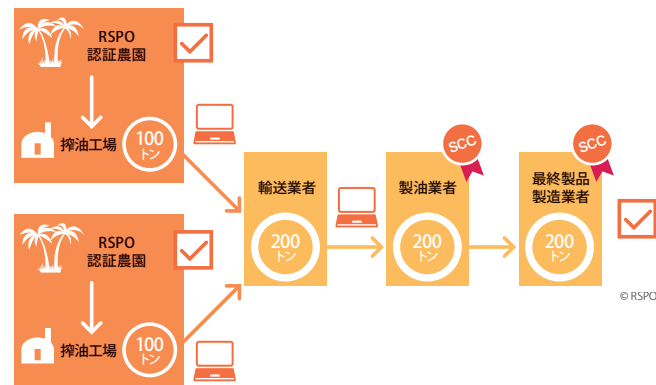 RSPO
認証農園
搾油工場
100
トン
RSPO
認証農園
搾油工場
100
トン
輸送業者
200
トン
SCC
製油業者
200
トン
SCC
最終製品
製造業者
200
トン
© RSPO